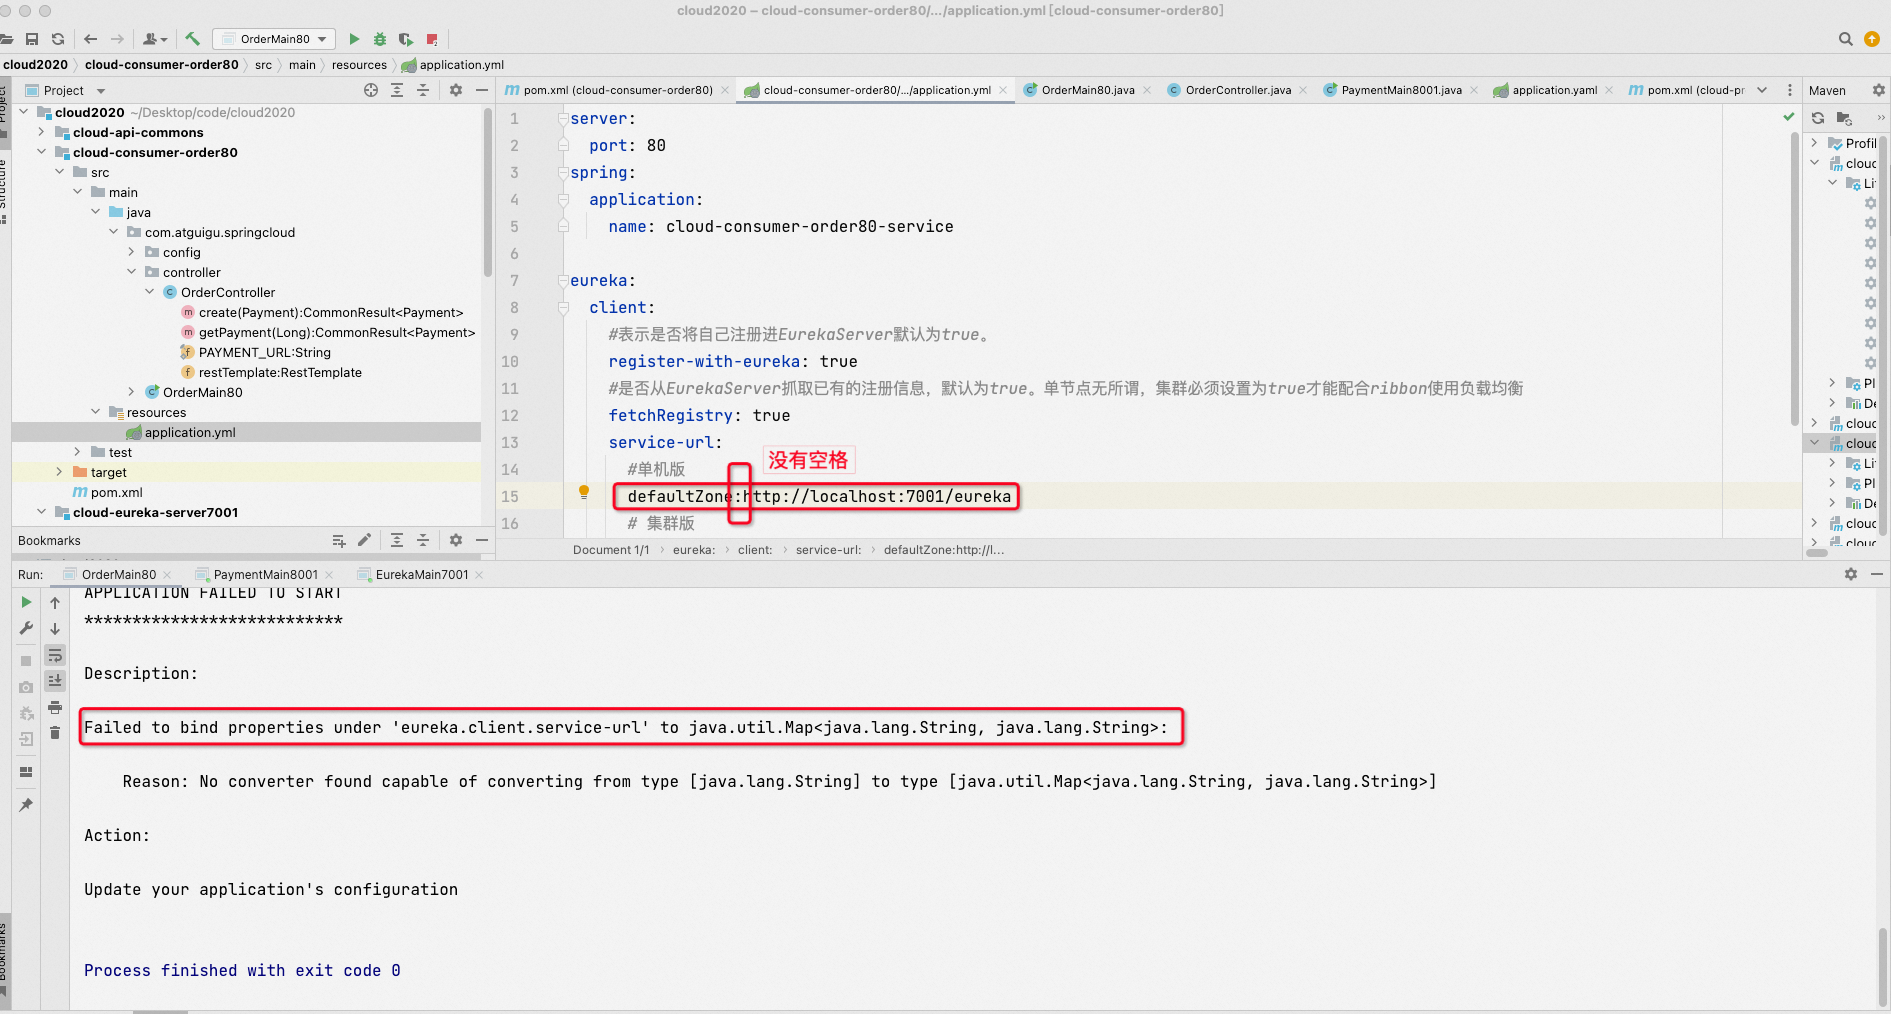 cloud2020 – cloud-consumer-order80/.../application.yml [cloud-consumer-order80]
OrderMain80
cloud2020 cloud-consumer-order80 src main resources application.yml
Project
pom.xml (cloud-consumer-order80) cloud-consumer-order80/.../application.yml OrderMain80.java OrderController.java PaymentMain8001.java application.yaml pom.xml (cloud-pr
Maven
Project
Structure
Bookmarks
cloud2020 ~/Desktop/code/cloud2020
cloud-api-commons
cloud-consumer-order80
src
main
java
com.atguigu.springcloud
config
controller
OrderController
create(Payment):CommonResult<Payment>
getPayment(Long):CommonResult<Payment>
PAYMENT_URL:String
restTemplate:RestTemplate
OrderMain80
resources
application.yml
test
target
pom.xml
cloud-eureka-server7001
Bookmarks
1 server:
2 port: 80
3 spring:
4 application:
5 name: cloud-consumer-order80-service
6
7 eureka:
8 client:
9 #表示是否将自己注册进EurekaServer默认为true。
10 register-with-eureka: true
11 #是否从EurekaServer抓取已有的注册信息，默认为true。单节点无所谓，集群必须设置为true才能配合ribbon使用负载均衡
12 fetchRegistry: true
13 service-url:
没有空格
14 #单机版
15 defaultZone:http://localhost:7001/eureka
16 # 集群版
Document 1/1 eureka: client: service-url: defaultZone:http://l...
Profil
cloud
Li
Pl
De
cloud
cloud
Li
Pl
De
cloud
cloud
Run: OrderMain80 PaymentMain8001 EurekaMain7001
APPLICATION FAILED TO START
***************************
Description:
Failed to bind properties under 'eureka.client.service-url' to java.util.Map<java.lang.String, java.lang.String>:
Reason: No converter found capable of converting from type [java.lang.String] to type [java.util.Map<java.lang.String, java.lang.String>]
Action:
Update your application's configuration
Process finished with exit code 0